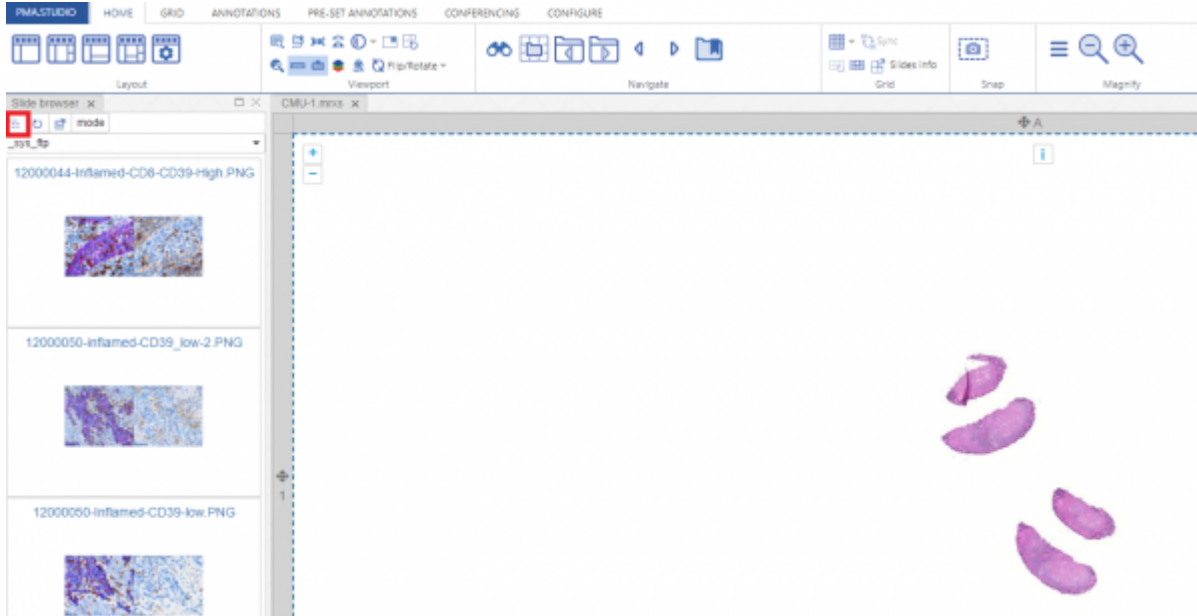 PMA.STUDIO HOME GRID ANNOTATIONS PRE-SET ANNOTATIONS CONFERENCING CONFIGURE
Sync
Flip/Rotate
Slides info
Layout Viewport Navigate Grid Snap Magnify
Slide browser x CMU-1.mrxs x
A
mode
_sys_ftp
+
i
−
12000044-Inflamed-CD8-CD39-High.PNG
12000050-inflamed-CD39_low-2.PNG
1
12000050-Inflamed-CD39-low.PNG